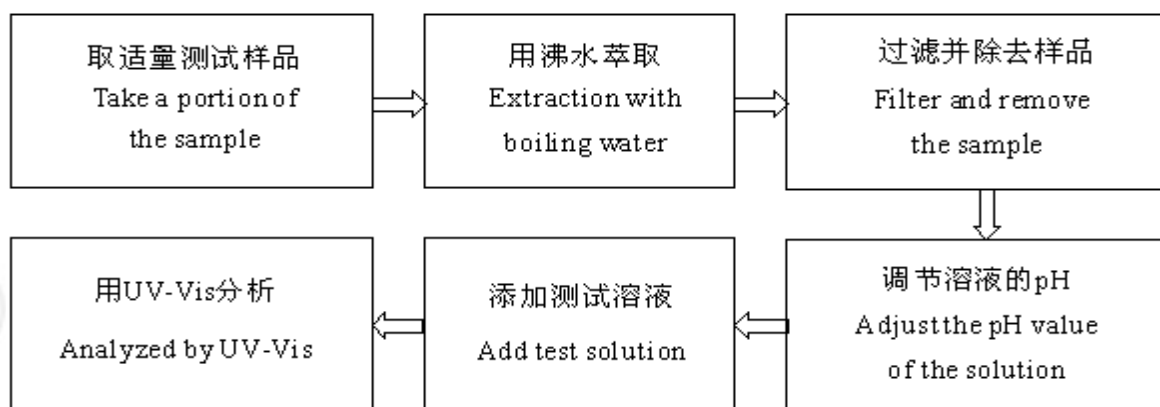 取适量测试样品
Take a portion of
the sample
用沸水萃取
Extraction with
boiling water
过滤并除去样品
Filter and remove
the sample
调节溶液的pH
Adjust the pH value
of the solution
添加测试溶液
Add test solution
用UV-Vis分析
Analyzed by UV-Vis